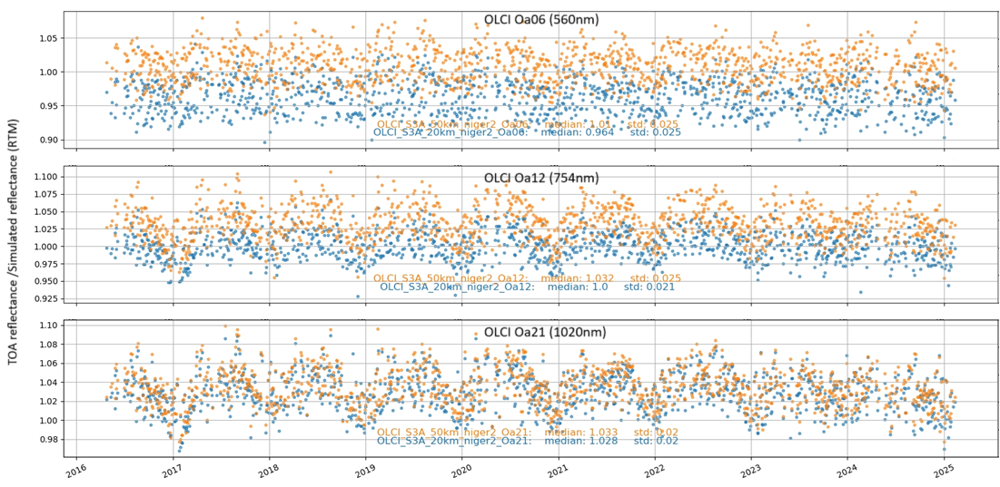 TOA reflectance /Simulated reflectance (RTM)
OLCI Oa06 (560nm)
1.05
1.00
0.95
0.90
OLCI_S3A_50km_niger2_Oa06: median: 1.01 std: 0.025
OLCI_S3A_20km_niger2_Oa06: median: 0.964 std: 0.025
OLCI Oa12 (754nm)
1.100
1.075
1.050
1.025
1.000
0.975
0.950
0.925
OLCI_S3A_50km_niger2_Oa12: median: 1.032 std: 0.025
OLCI_S3A_20km_niger2_Oa12: median: 1.0 std: 0.021
OLCI Oa21 (1020nm)
1.10
1.08
1.06
1.04
1.02
1.00
0.98
OLCI_S3A_50km_niger2_Oa21: median: 1.033 std: 0.02
OLCI_S3A_20km_niger2_Oa21: median: 1.028 std: 0.02
2016 2017 2018 2019 2020 2021 2022 2023 2024 2025